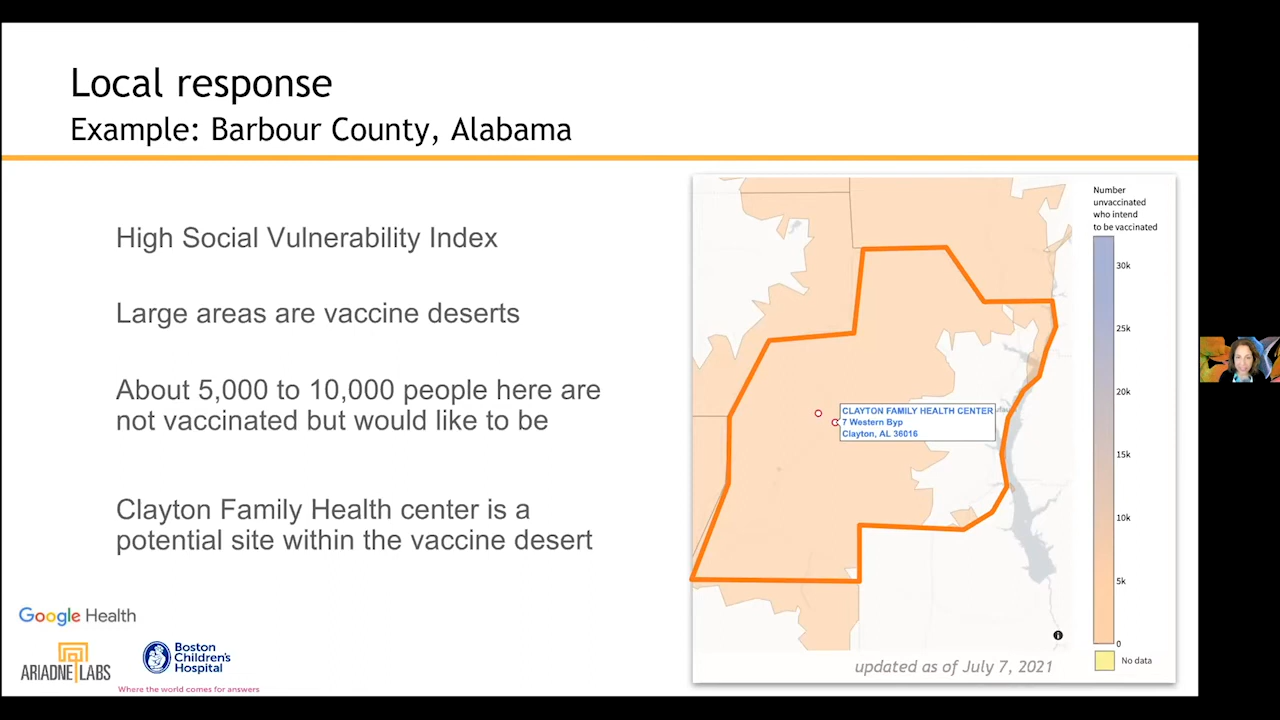 Local response
Example: Barbour County, Alabama
High Social Vulnerability Index
Large areas are vaccine deserts
About 5,000 to 10,000 people here are
not vaccinated but would like to be
Clayton Family Health center is a
potential site within the vaccine desert
Google Health
ARIADNE LABS
Boston
Children's
Hospital
Where the world comes for answers
CLAYTON FAMILY HEALTH CENTER
7 Western Byp
Clayton, AL 36016
updated as of July 7, 2021
Number
unvaccinated
who intend
to be vaccinated
30k
25k
20k
15k
10k
5k
0
No data